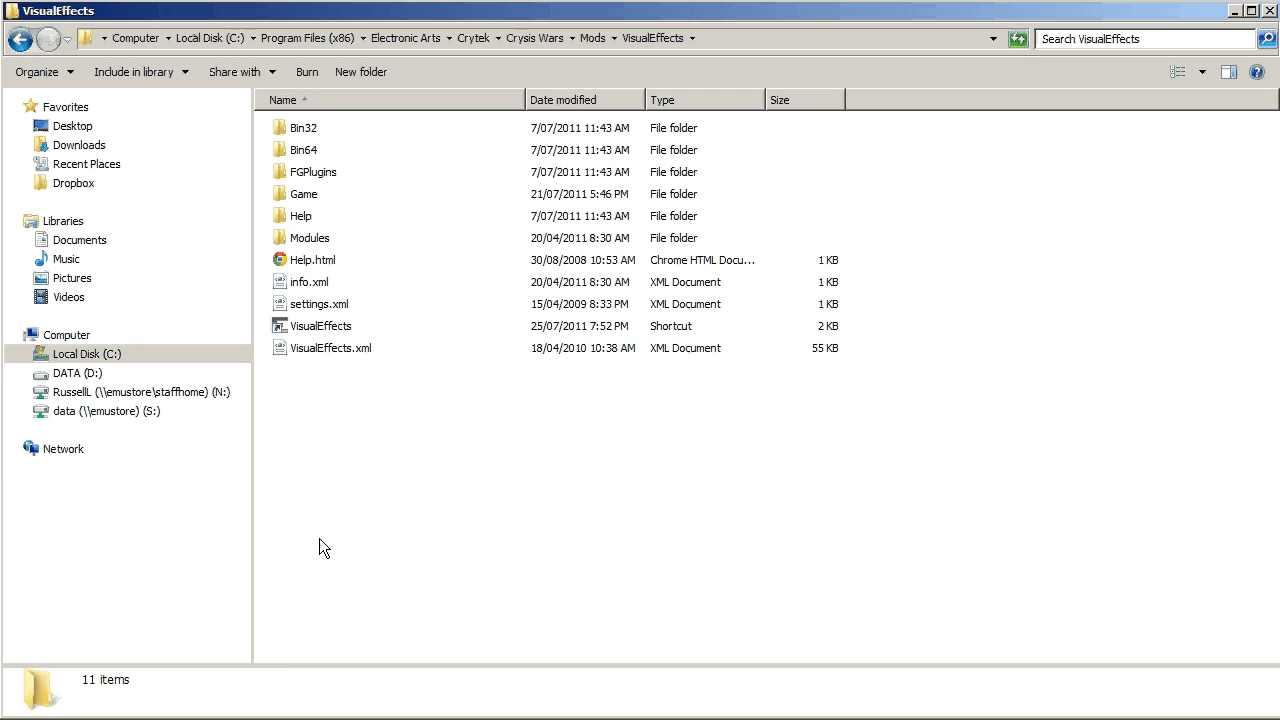 VisualEffects
Computer Local Disk (C:) Program Files (x86) Electronic Arts Crytek Crysis Wars Mods VisualEffects Search VisualEffects
Organize Include in library Share with Burn New folder
Favorites
Desktop
Downloads
Recent Places
Dropbox
Libraries
Documents
Music
Pictures
Videos
Computer
Local Disk (C:)
DATA (D:)
RussellL (\\emustore\staffhome) (N:)
data (\\emustore) (S:)
Network
Name Date modified Type Size
Bin32 7/07/2011 11:43 AM File folder
Bin64 7/07/2011 11:43 AM File folder
FGPlugins 7/07/2011 11:43 AM File folder
Game 21/07/2011 5:46 PM File folder
Help 7/07/2011 11:43 AM File folder
Modules 20/04/2011 8:30 AM File folder
Help.html 30/08/2008 10:53 AM Chrome HTML Docu... 1 KB
info.xml 20/04/2011 8:30 AM XML Document 1 KB
settings.xml 15/04/2009 8:33 PM XML Document 1 KB
VisualEffects 25/07/2011 7:52 PM Shortcut 2 KB
VisualEffects.xml 18/04/2010 10:38 AM XML Document 55 KB
11 items